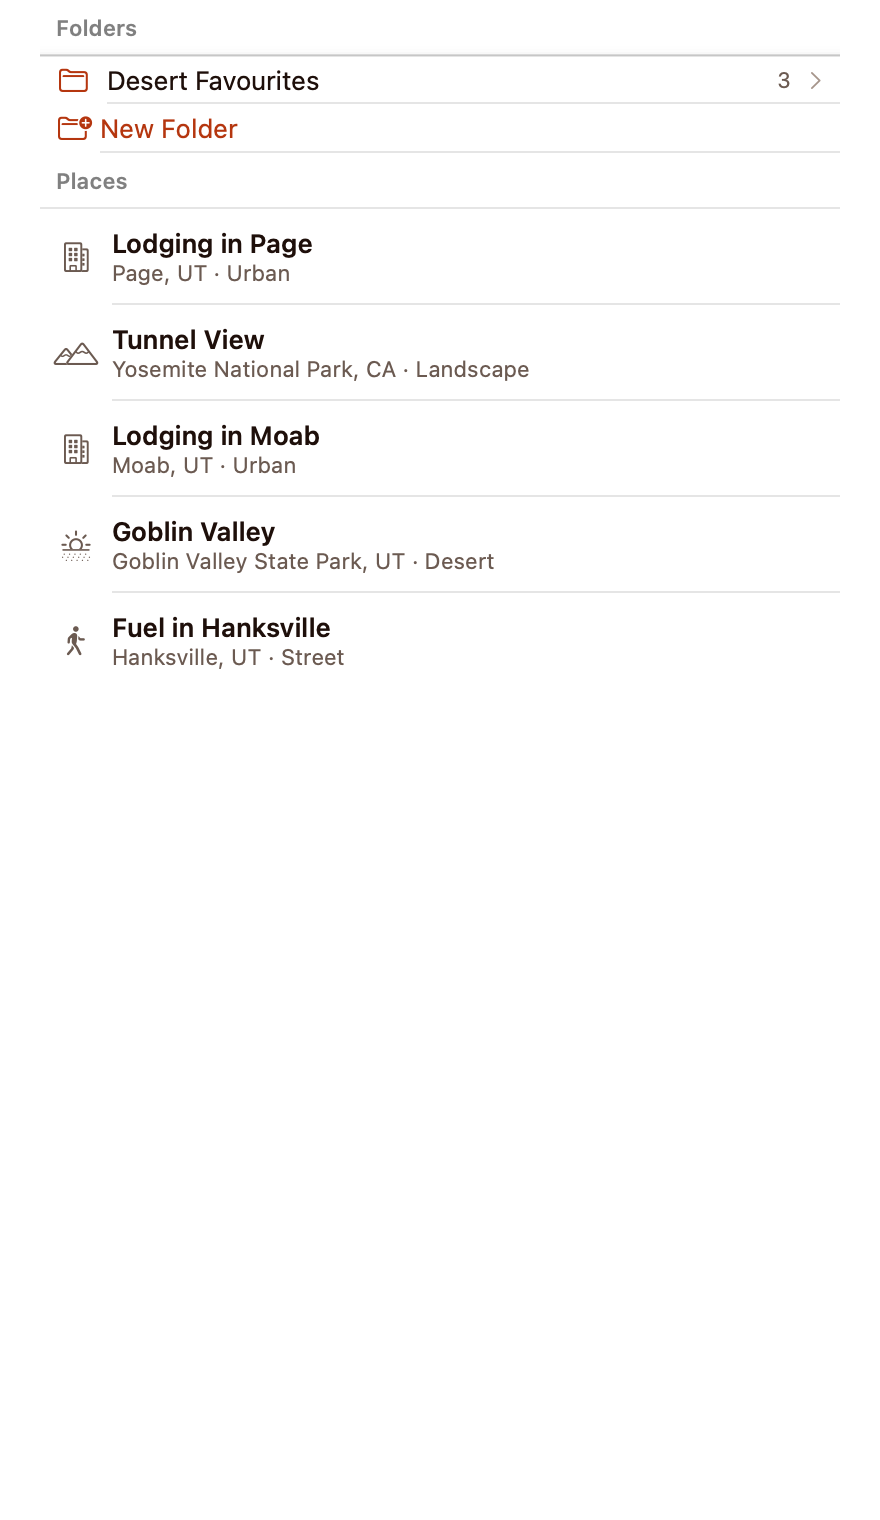 Folders
Desert Favourites 3
New Folder
Places
Lodging in Page
Page, UT · Urban
Tunnel View
Yosemite National Park, CA · Landscape
Lodging in Moab
Moab, UT · Urban
Goblin Valley
Goblin Valley State Park, UT · Desert
Fuel in Hanksville
Hanksville, UT · Street